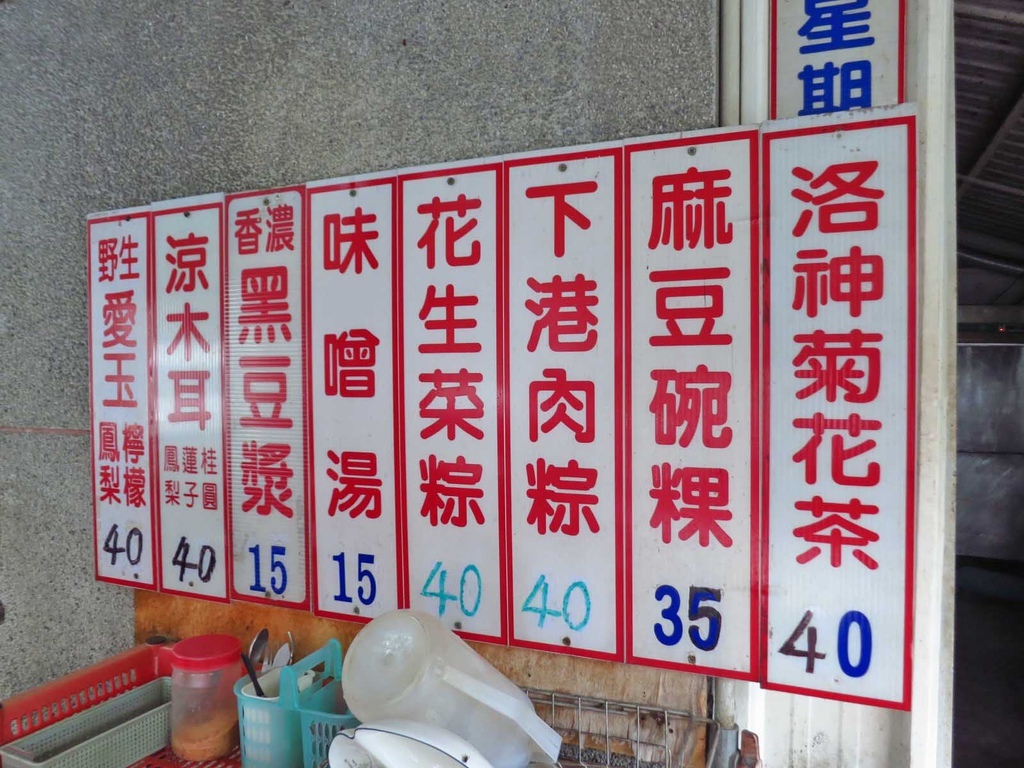 星期
洛神菊花茶
40
麻豆碗粿
35
下港肉粽
40
花生菜粽
40
味噌湯
15
香濃
黑豆漿
15
涼木耳
桂圓
蓮子
鳳梨
40
野生
愛玉
檸檬
鳳梨
40